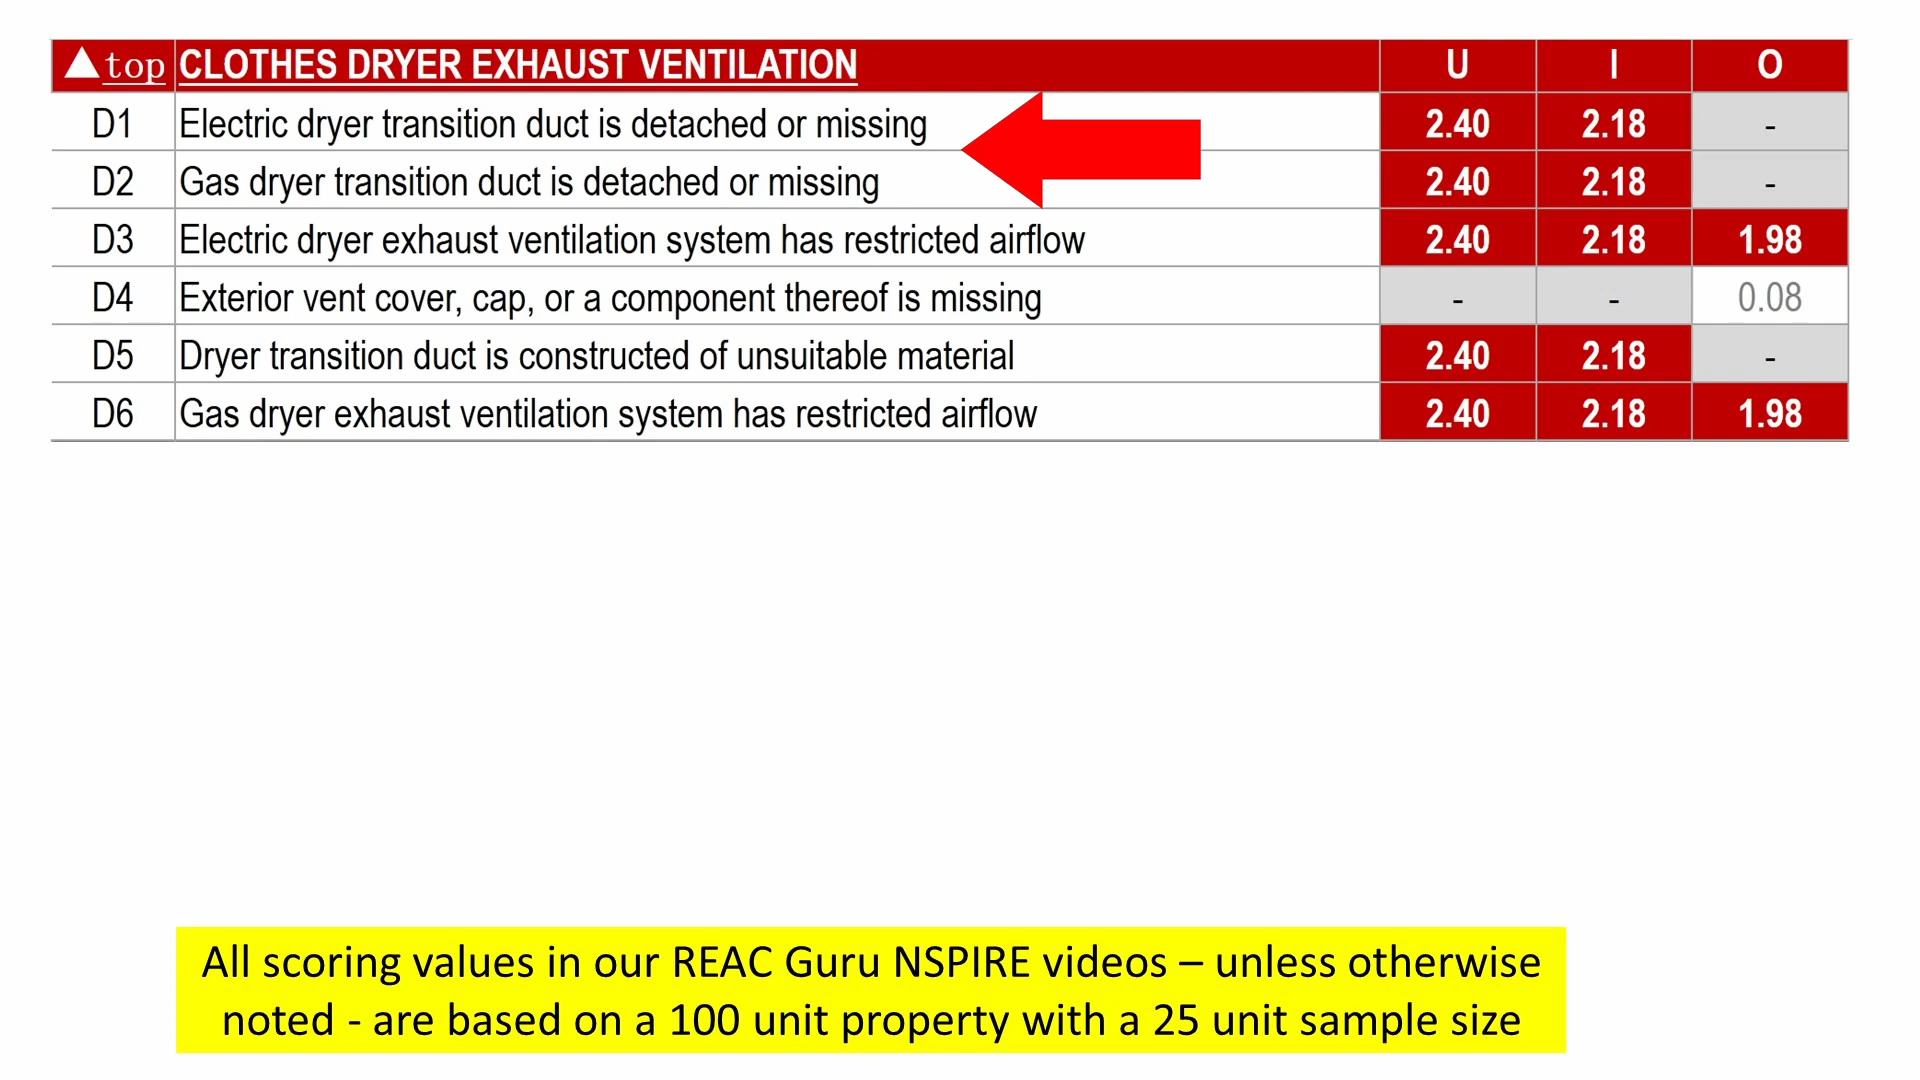 ▲top CLOTHES DRYER EXHAUST VENTILATION U I O
D1 Electric dryer transition duct is detached or missing 2.40 2.18 -
D2 Gas dryer transition duct is detached or missing 2.40 2.18 -
D3 Electric dryer exhaust ventilation system has restricted airflow 2.40 2.18 1.98
D4 Exterior vent cover, cap, or a component thereof is missing - - 0.08
D5 Dryer transition duct is constructed of unsuitable material 2.40 2.18 -
D6 Gas dryer exhaust ventilation system has restricted airflow 2.40 2.18 1.98
All scoring values in our REAC Guru NSPIRE videos – unless otherwise
noted - are based on a 100 unit property with a 25 unit sample size